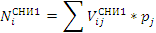 N_i^{СНИ1} = ∑ V_{ij}^{СНИ1} * p_j